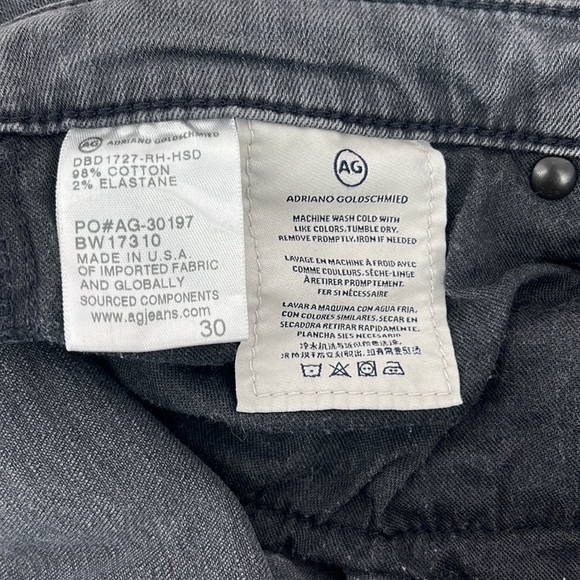 AG ADRIANO GOLDSCHMIED
DBD1727-RH-HSD
98% COTTON
2% ELASTANE
PO#AG-30197
BW17310
MADE IN U.S.A.
OF IMPORTED FABRIC
AND GLOBALLY
SOURCED COMPONENTS
www.agjeans.com
30
AG
ADRIANO GOLDSCHMIED
MACHINE WASH COLD WITH
LIKE COLORS, TUMBLE DRY.
REMOVE PROMPTLY, IRON IF NEEDED
LAVAGE EN MACHINE À FROID AVEC
COMME COULEURS. SÈCHE-LINGE
À RETIRER PROMPTEMENT.
FER SI NÉCESSAIRE
LAVAR A MAQUINA CON AGUA FRIA,
CON COLORES SIMILARES. SECAR EN
SECADORA RETIRAR RAPIDAMENTE.
PLANCHA SIES NECESARIO